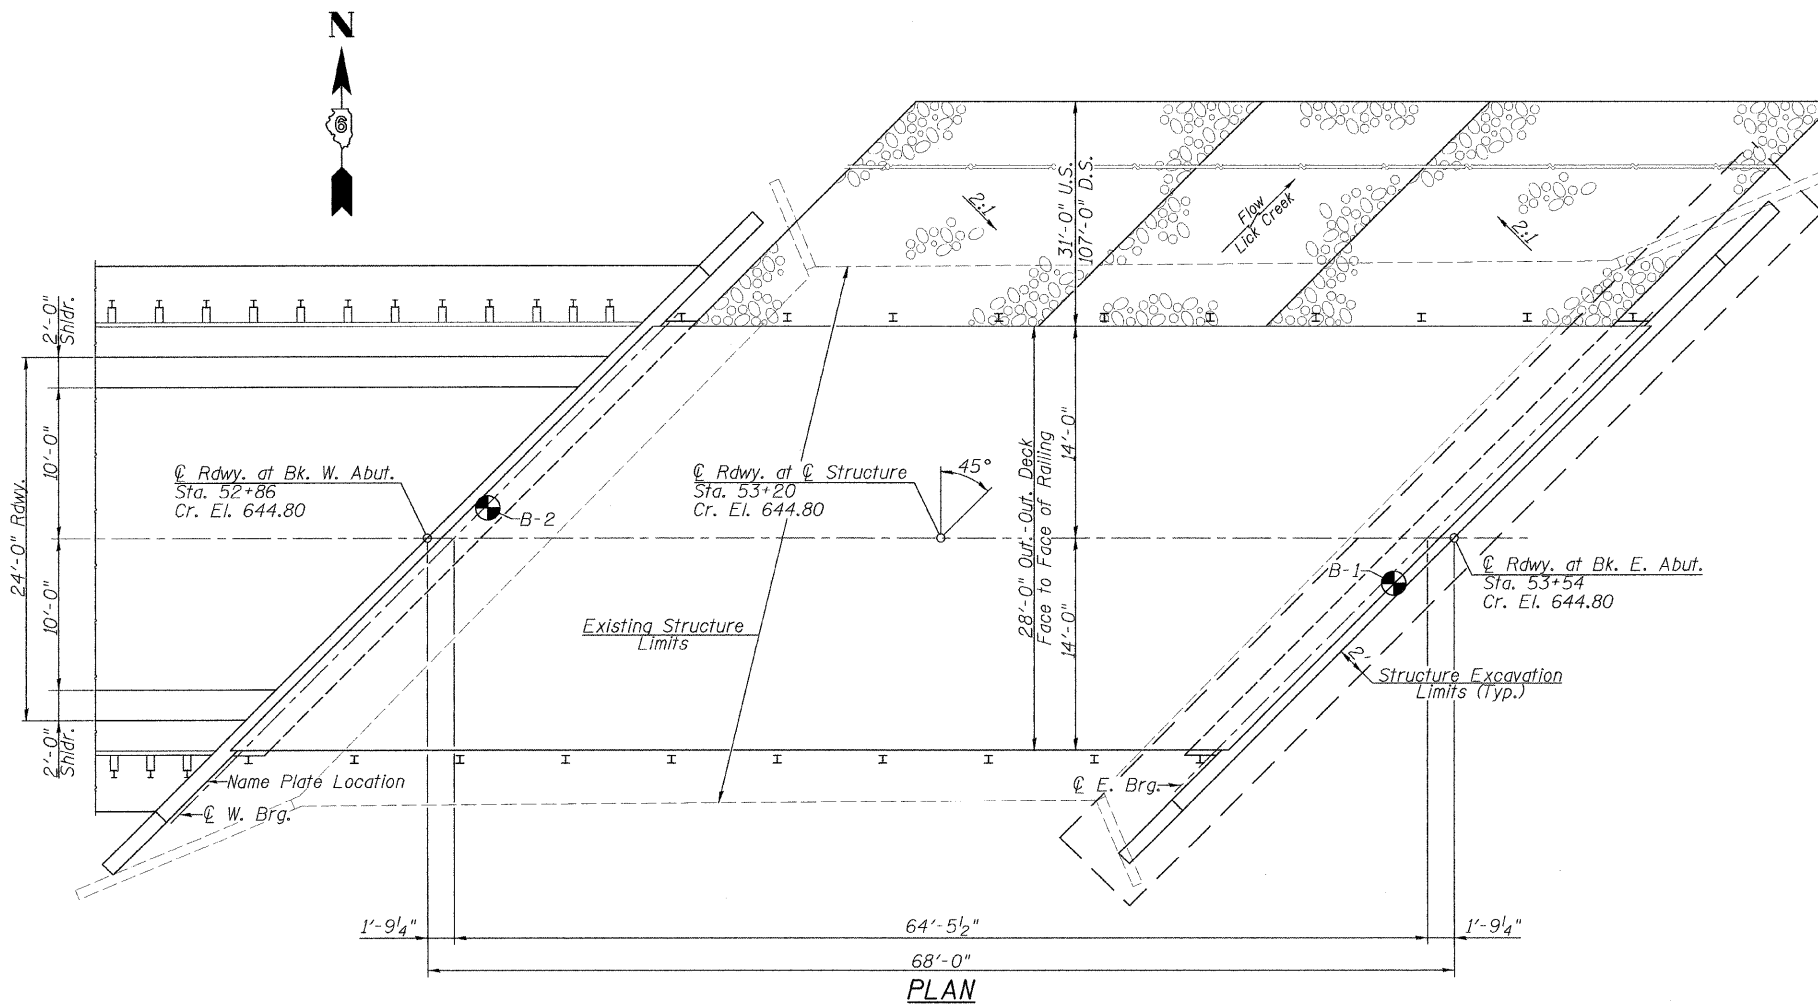 N
6
31'-0" U.S.
107'-0" D.S.
2:1
Flow
Lick Creek
2:1
2'-0"
Shldr.
24'-0" Rdwy.
10'-0"
10'-0"
2'-0"
Shldr.
℄ Rdwy. at Bk. W. Abut.
Sta. 52+86
Cr. El. 644.80
B-2
℄ Rdwy. at ℄ Structure
Sta. 53+20
Cr. El. 644.80
45°
28'-0" Out.-Out. Deck
Face to Face of Railing
14'-0"
14'-0"
B-1
℄ Rdwy. at Bk. E. Abut.
Sta. 53+54
Cr. El. 644.80
Existing Structure
Limits
2'
Structure Excavation
Limits (Typ.)
Name Plate Location
℄ W. Brg.
℄ E. Brg.
1'-9¼"
64'-5½"
1'-9¼"
68'-0"
PLAN